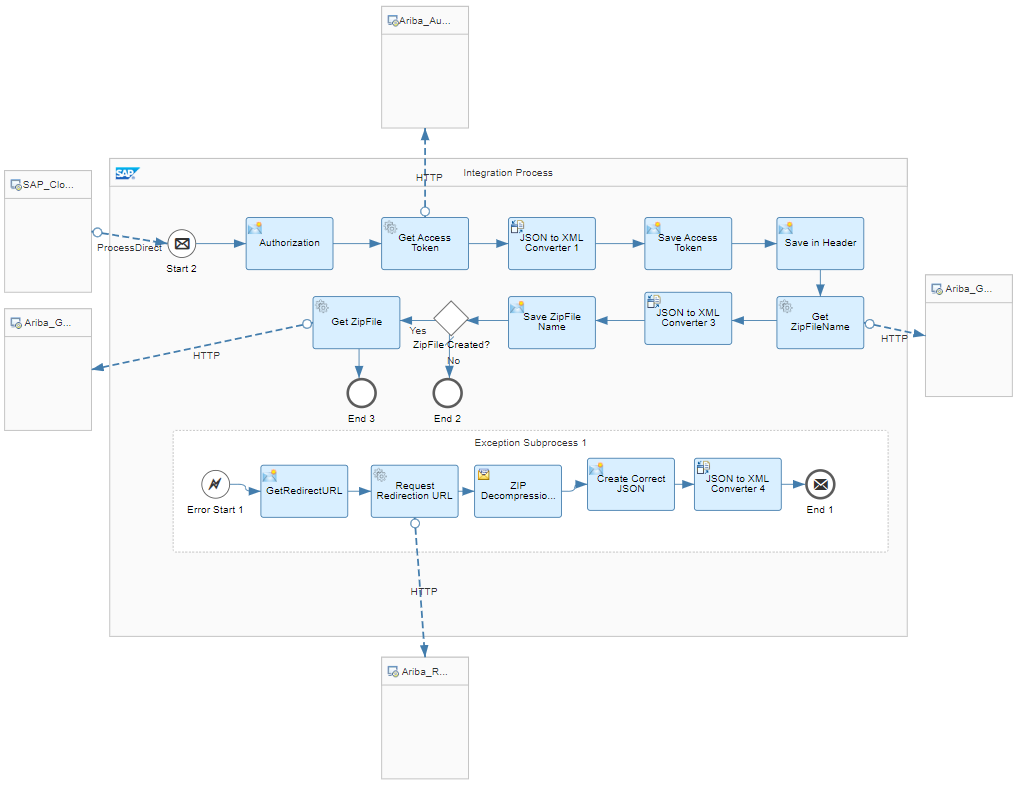 Ariba_Au...
SAP
Integration Process
SAP_Clo...
HTTP
ProcessDirect
Start 2
Authorization
Get Access
Token
JSON to XML
Converter 1
Save Access
Token
Save in Header
Ariba_G...
Ariba_G...
HTTP
Get ZipFile
Yes
ZipFile Created?
No
Save ZipFile
Name
JSON to XML
Converter 3
Get
ZipFileName
HTTP
End 3
End 2
Exception Subprocess 1
Error Start 1
GetRedirectURL
Request
Redirection URL
ZIP
Decompressio...
Create Correct
JSON
JSON to XML
Converter 4
End 1
HTTP
Ariba_R...